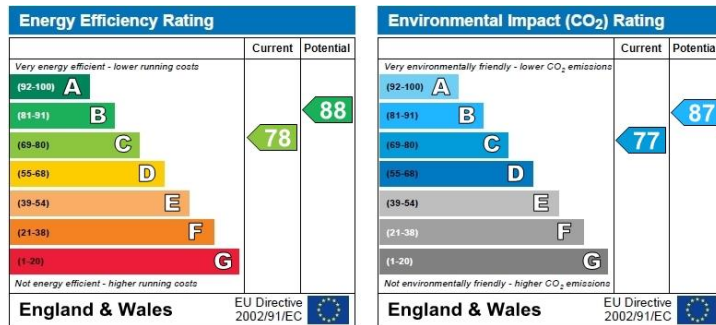 Energy Efficiency Rating
Current Potential
Very energy efficient - lower running costs
(92-100) A
(81-91) B
(69-80) C
(55-68) D
(39-54) E
(21-38) F
(1-20) G
78
88
Not energy efficient - higher running costs
England & Wales
EU Directive
2002/91/EC
Environmental Impact (CO₂) Rating
Current Potential
Very environmentally friendly - lower CO₂ emissions
(92-100) A
(81-91) B
(69-80) C
(55-68) D
(39-54) E
(21-38) F
(1-20) G
77
87
Not environmentally friendly - higher CO₂ emissions
England & Wales
EU Directive
2002/91/EC